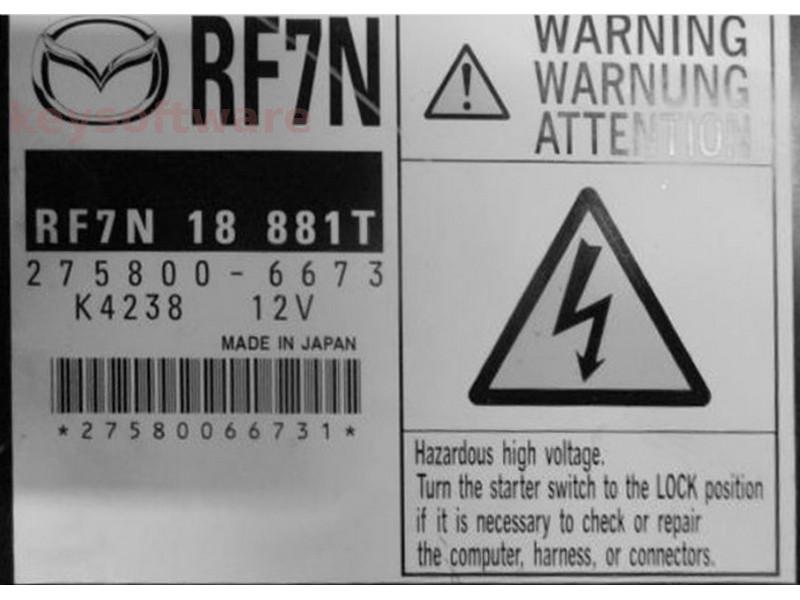 RF7N
keysoftware
RF7N 18 881T
275800-6673
K4238 12V
MADE IN JAPAN
*27580066731*
WARNING
WARNUNG
ATTENTION
Hazardous high voltage.
Turn the starter switch to the LOCK position
if it is necessary to check or repair
the computer, harness, or connectors.